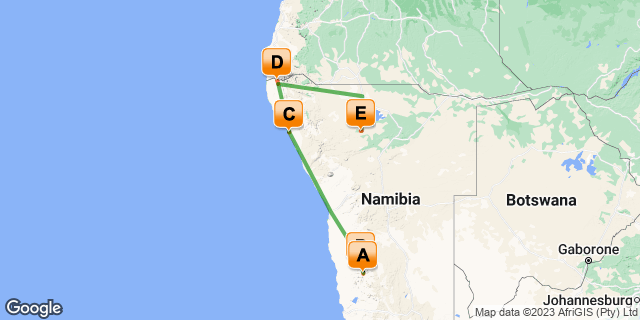 D
C
E
Namibia
Botswana
A
Gaborone
Johannesburg
Google
Map data ©2023 AfriGIS (Pty) Ltd